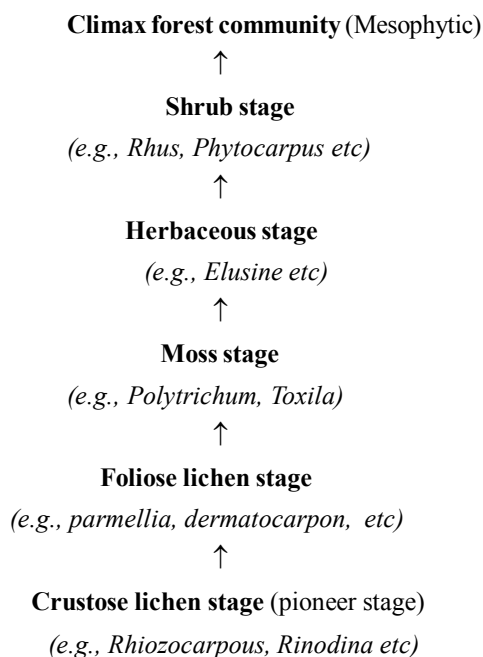 Climax forest community (Mesophytic)
↑
Shrub stage
(e.g., Rhus, Phytocarpus etc)
↑
Herbaceous stage
(e.g., Elusine etc)
↑
Moss stage
(e.g., Polytrichum, Toxila)
↑
Foliose lichen stage
(e.g., parmellia, dermatocarpon, etc)
↑
Crustose lichen stage (pioneer stage)
(e.g., Rhiozocarpous, Rinodina etc)